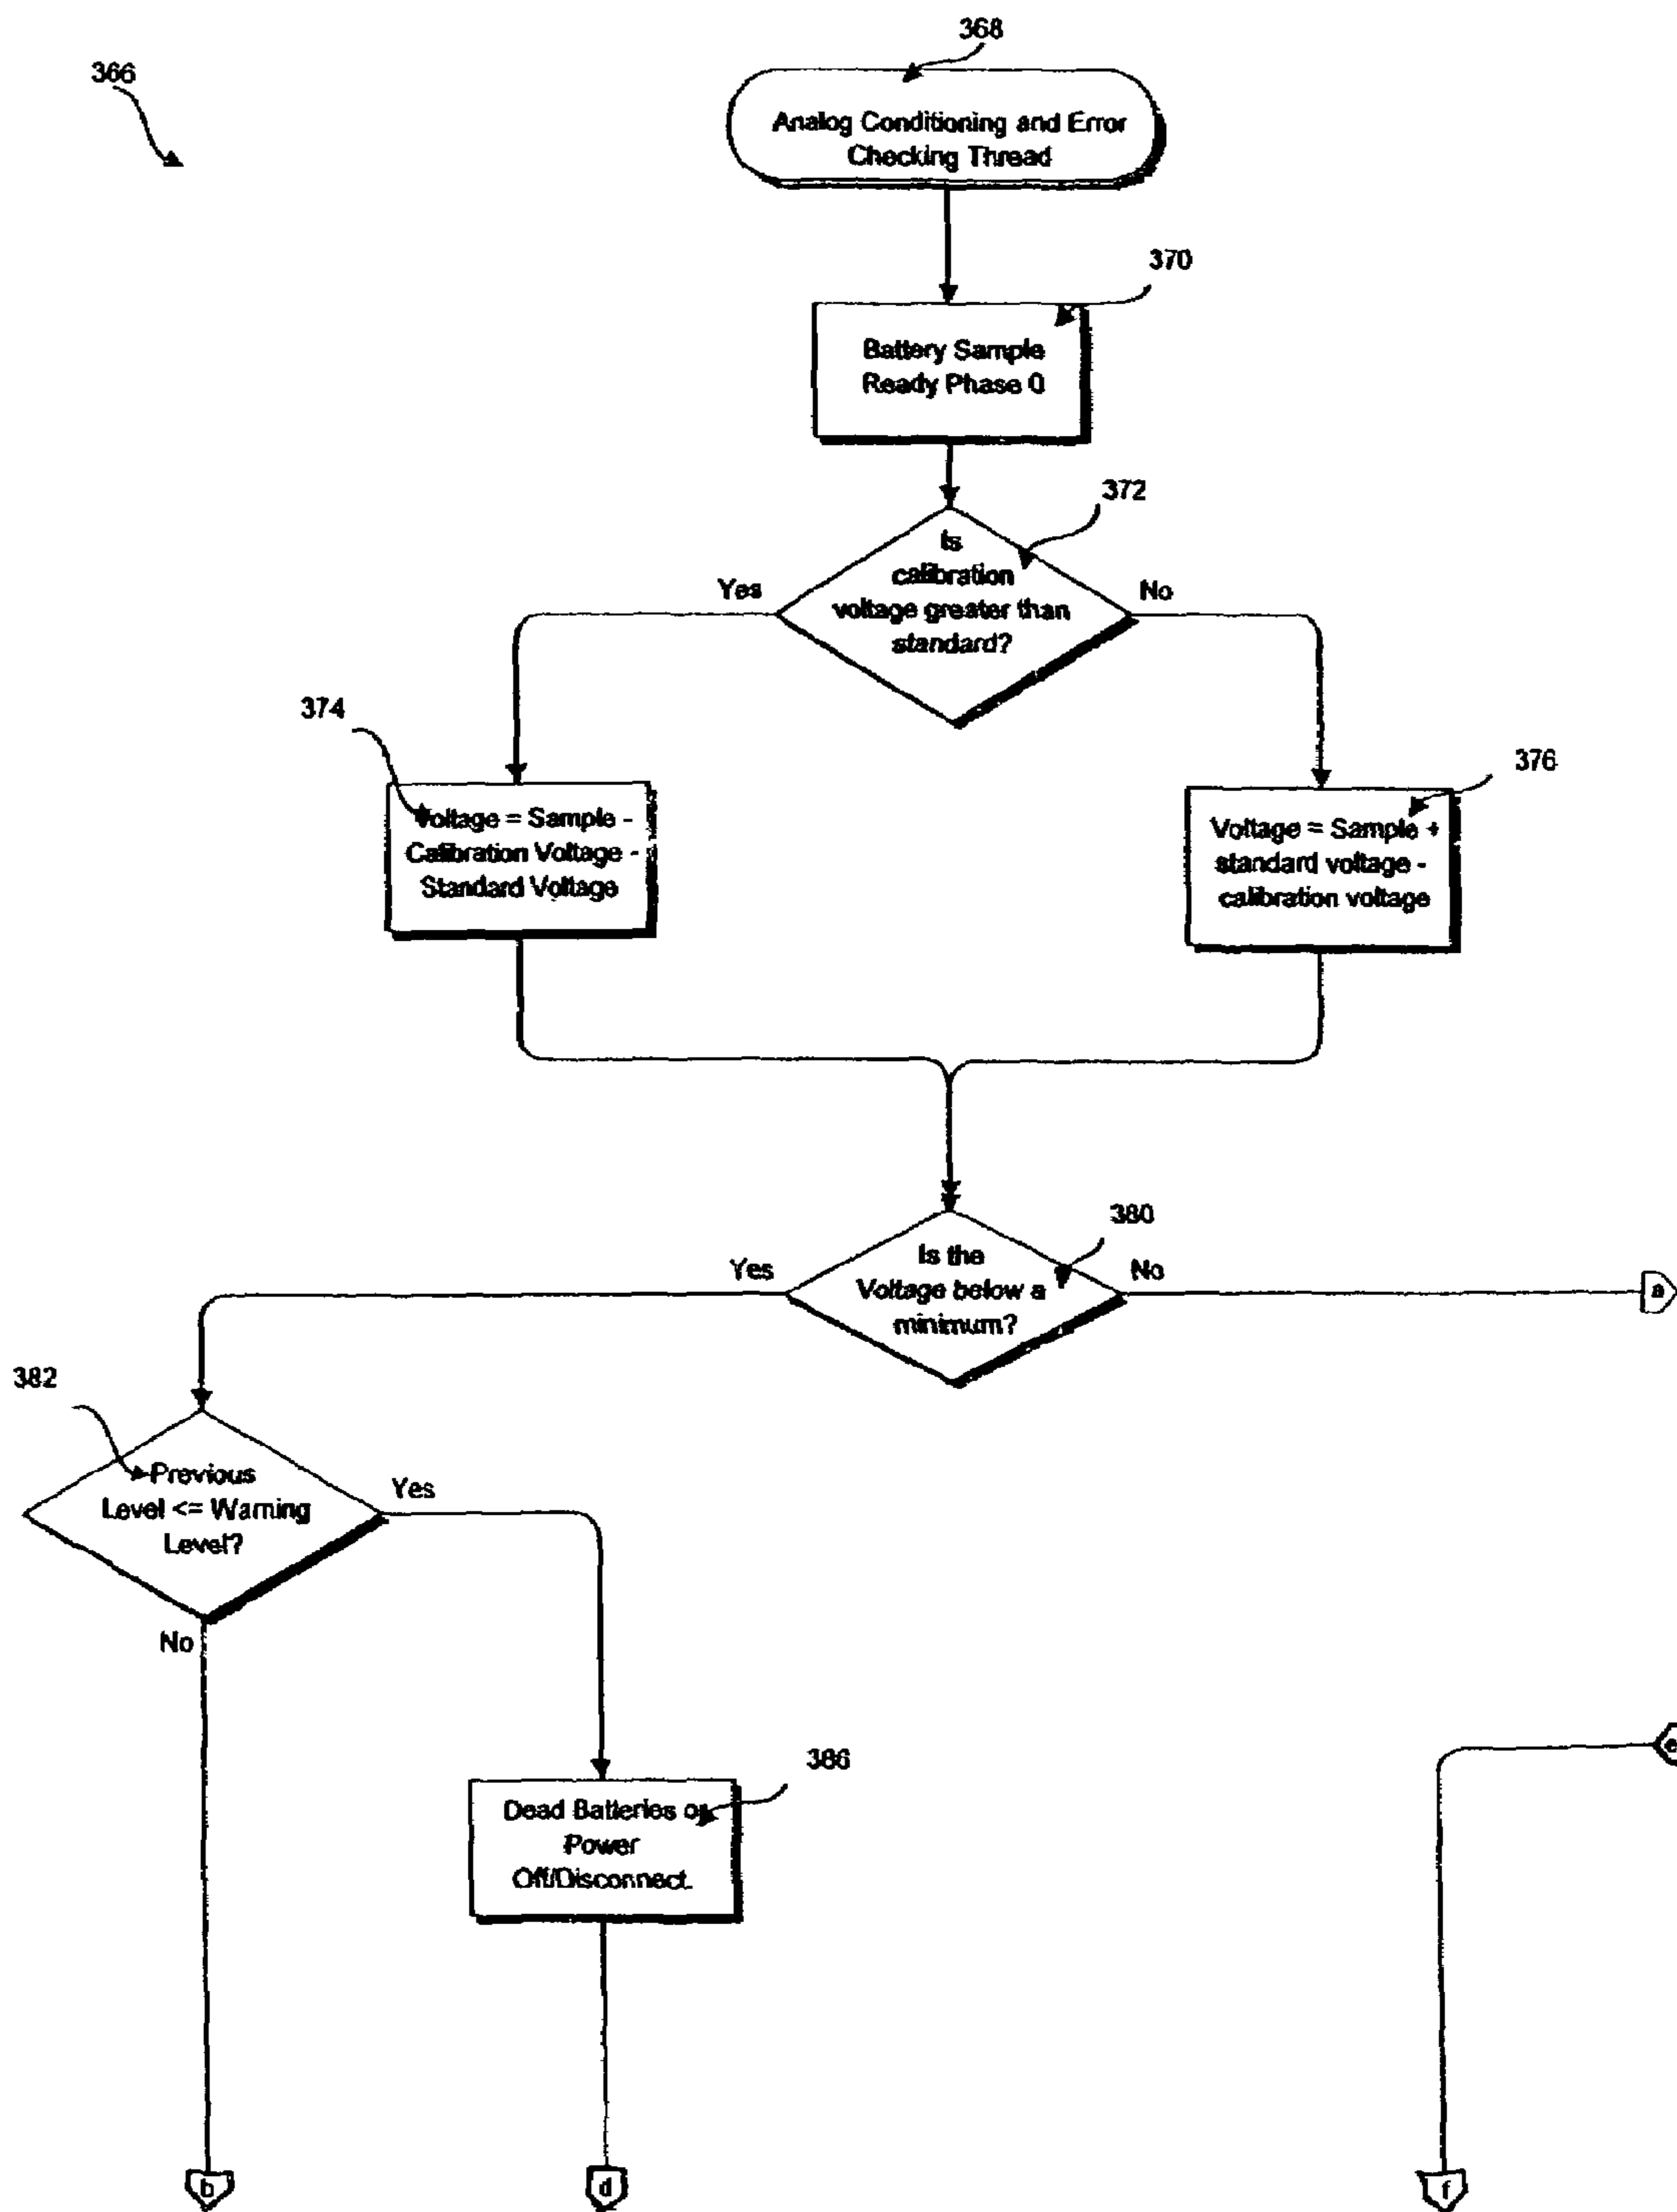 368
366
Analog Conditioning and Error
Checking Thread
370
Battery Sample
Ready Phase 0
372
Is
calibration
voltage greater than
standard?
Yes
No
374
Voltage = Sample -
Calibration Voltage -
Standard Voltage
376
Voltage = Sample +
standard voltage -
calibration voltage
380
Is the
Voltage below a
minimum?
Yes
No
a
382
Previous
Level <= Warning
Level?
Yes
No
386
Dead Batteries or
Power
Off/Disconnect.
e
b
d
f